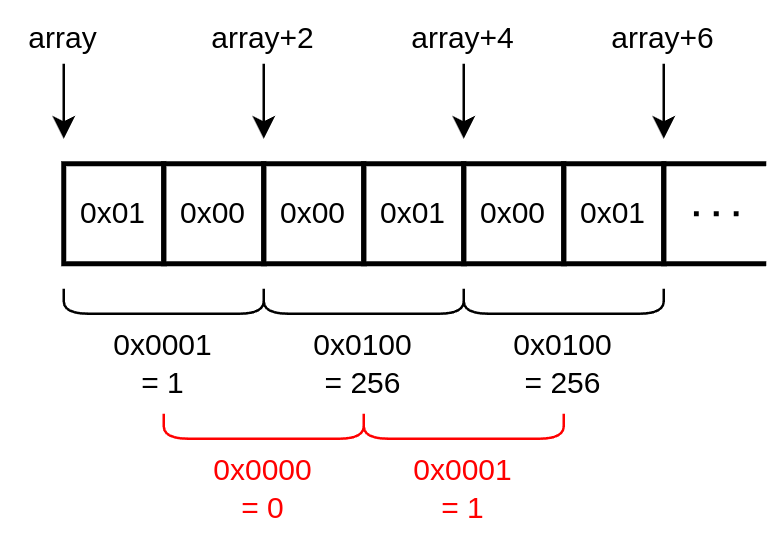 array array+2 array+4 array+6
0x01 0x00 0x00 0x01 0x00 0x01 ...
0x0001 0x0100 0x0100
= 1 = 256 = 256
0x0000 0x0001
= 0 = 1